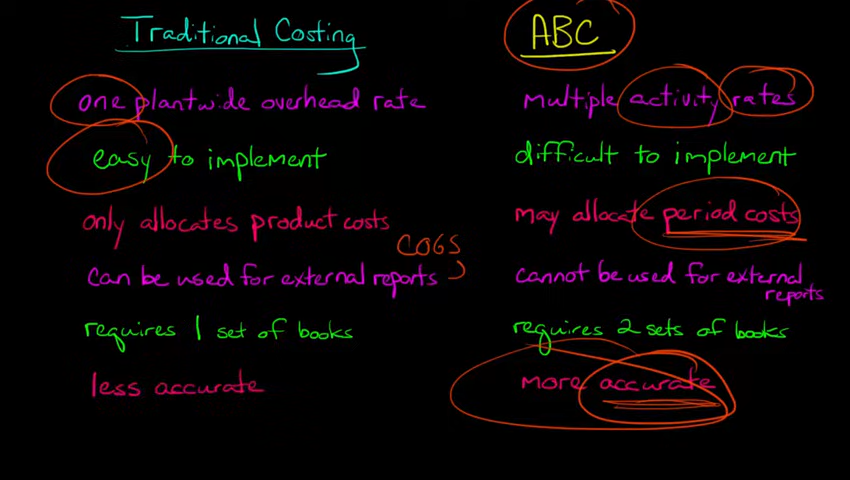 Traditional Costing
one plantwide overhead rate
easy to implement
only allocates product costs
COGS
can be used for external reports
requires 1 set of books
less accurate
ABC
multiple activity rates
difficult to implement
may allocate period costs
cannot be used for external
reports
requires 2 sets of books
more accurate